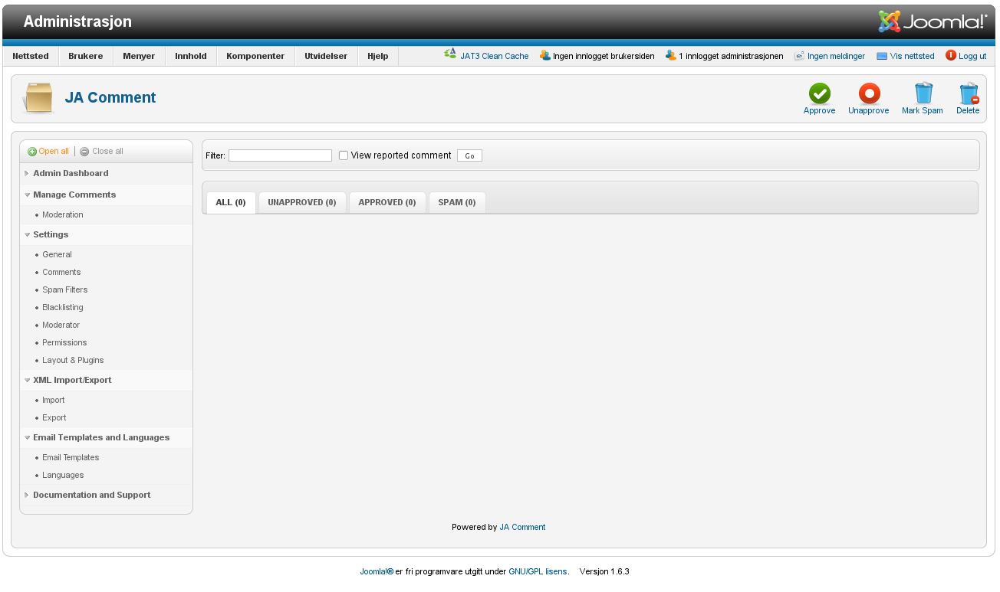 Administrasjon Joomla!
Nettsted Brukere Menyer Innhold Komponenter Utvidelser Hjelp JAT3 Clean Cache Ingen innlogget brukersiden 1 innlogget administrasjonen Ingen meldinger Vis nettsted Logg ut
JA Comment
Approve Unapprove Mark Spam Delete
Open all Close all
Admin Dashboard
Manage Comments
Moderation
Settings
General
Comments
Spam Filters
Blacklisting
Moderator
Permissions
Layout & Plugins
XML Import/Export
Import
Export
Email Templates and Languages
Email Templates
Languages
Documentation and Support
Filter: View reported comment Go
ALL (0) UNAPPROVED (0) APPROVED (0) SPAM (0)
Powered by JA Comment
Joomla!® er fri programvare utgitt under GNU/GPL lisens. Versjon 1.6.3